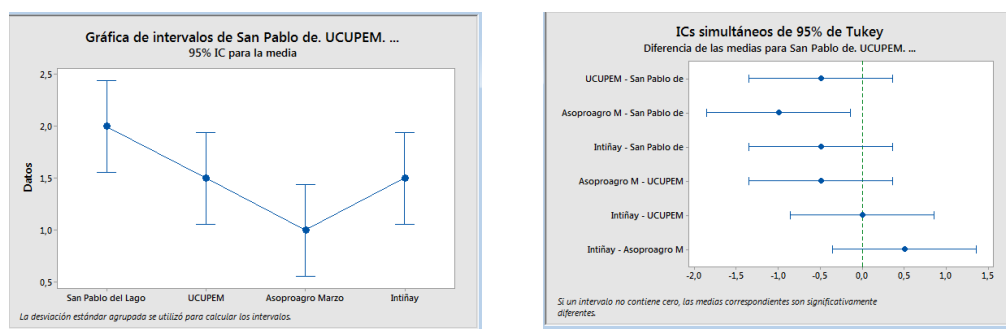 Gráfica de intervalos de San Pablo de. UCUPEM. ...
95% IC para la media
2,5
2,0
1,5
1,0
0,5
Datos
San Pablo del Lago
UCUPEM
Asoproagro Marzo
Intiñay
La desviación estándar agrupada se utilizó para calcular los intervalos.
ICs simultáneos de 95% de Tukey
Diferencia de las medias para San Pablo de. UCUPEM. ...
UCUPEM - San Pablo de
Asoproagro M - San Pablo de
Intiñay - San Pablo de
Asoproagro M - UCUPEM
Intiñay - UCUPEM
Intiñay - Asoproagro M
-2,0
-1,5
-1,0
-0,5
0,0
0,5
1,0
1,5
Si un intervalo no contiene cero, las medias correspondientes son significativamente
diferentes.